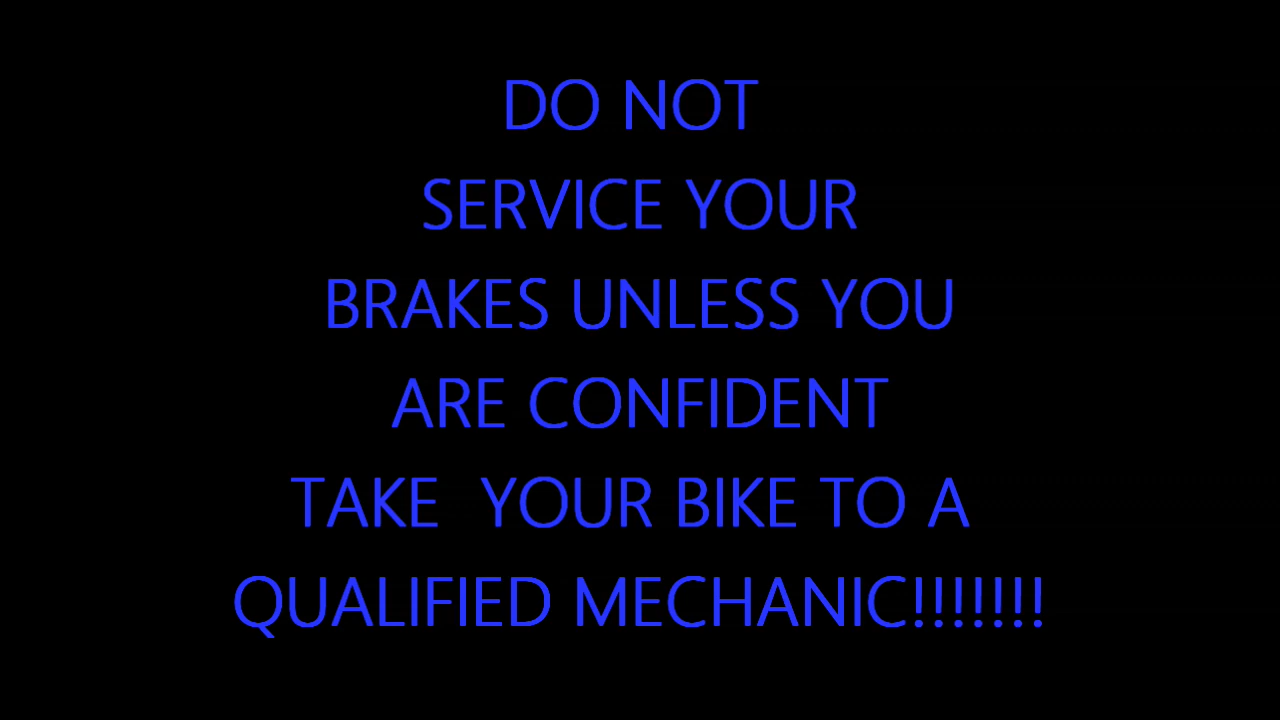 DO NOT
SERVICE YOUR
BRAKES UNLESS YOU
ARE CONFIDENT
TAKE  YOUR BIKE TO A
QUALIFIED MECHANIC!!!!!!!